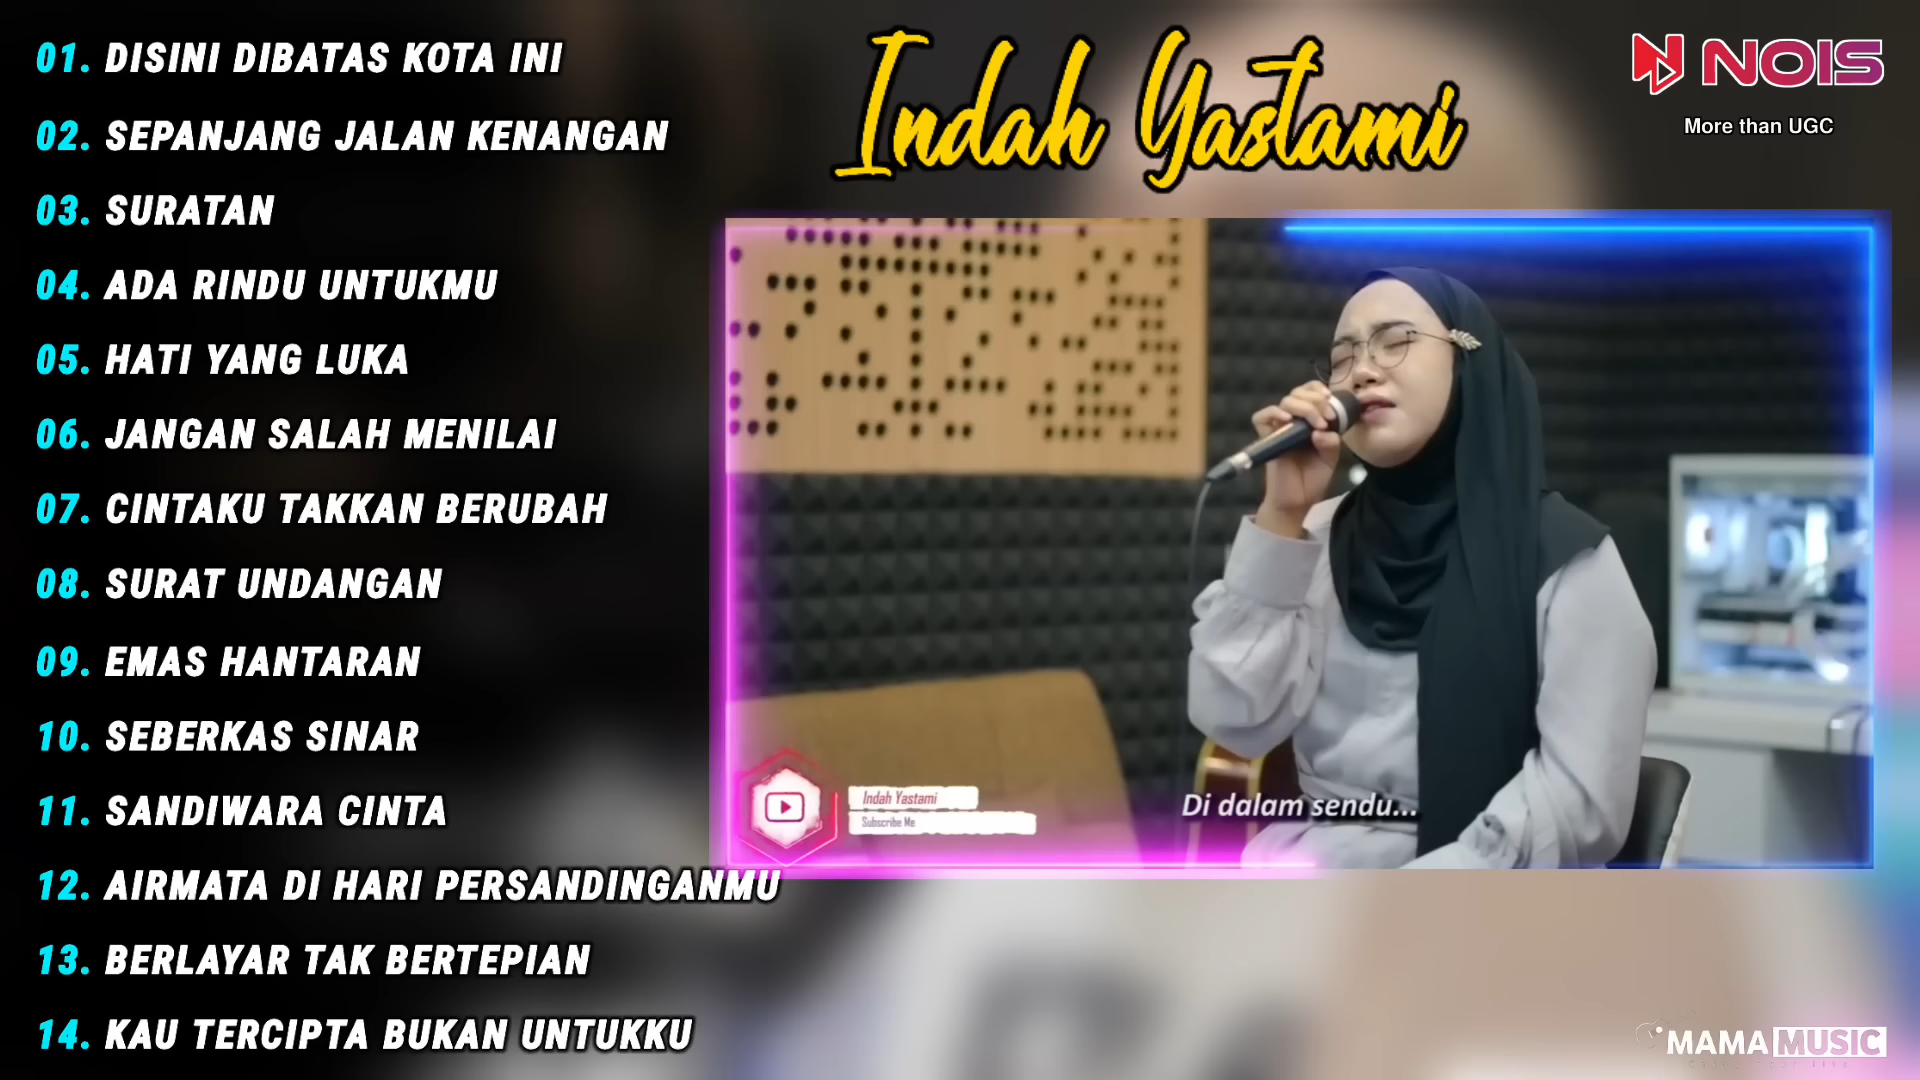 01. DISINI DIBATAS KOTA INI
02. SEPANJANG JALAN KENANGAN
03. SURATAN
04. ADA RINDU UNTUKMU
05. HATI YANG LUKA
06. JANGAN SALAH MENILAI
07. CINTAKU TAKKAN BERUBAH
08. SURAT UNDANGAN
09. EMAS HANTARAN
10. SEBERKAS SINAR
11. SANDIWARA CINTA
12. AIRMATA DI HARI PERSANDINGANMU
13. BERLAYAR TAK BERTEPIAN
14. KAU TERCIPTA BUKAN UNTUKKU
Indah Yastami
NOIS
More than UGC
Indah Yastami
Subscribe Me
Di dalam sendu...
MAMA MUSIC